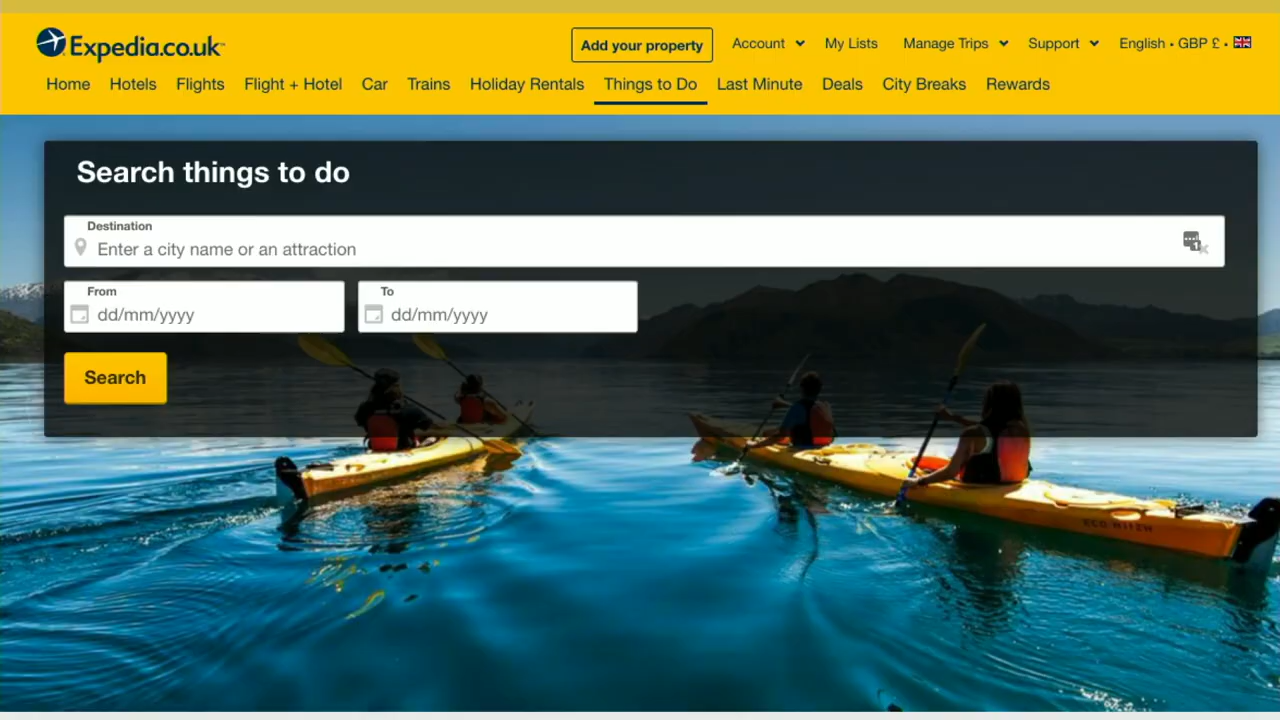 Expedia.co.uk™
Add your property
Account
My Lists
Manage Trips
Support
English • GBP £ •
Home
Hotels
Flights
Flight + Hotel
Car
Trains
Holiday Rentals
Things to Do
Last Minute
Deals
City Breaks
Rewards
Search things to do
Destination
Enter a city name or an attraction
From
dd/mm/yyyy
To
dd/mm/yyyy
Search